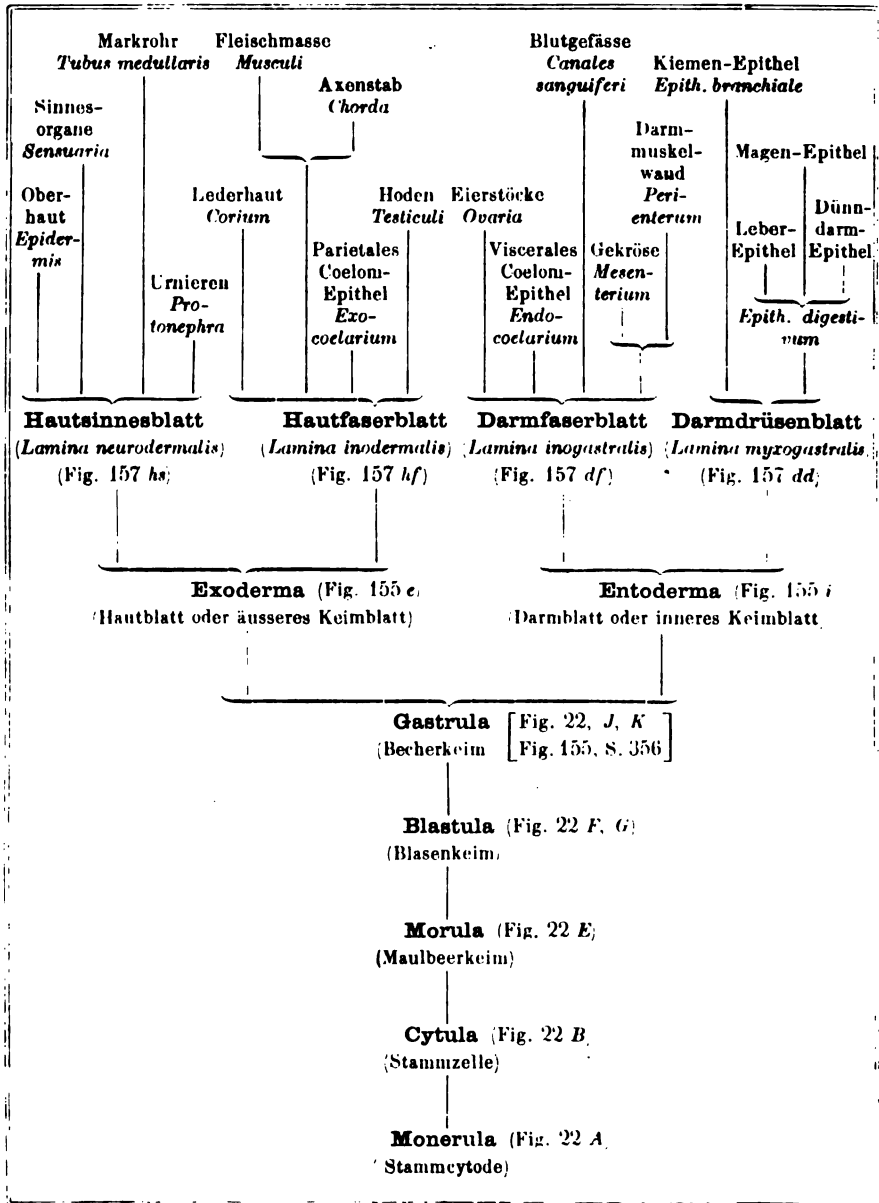 Markrohr
Tubus medullaris
Fleischmasse
Musculi
Axenstab
Chorda
Blutgefässe
Canales
sanguiferi
Kiemen-Epithel
Epith. branchiale
Sinnes-
organe
Sensuaria
Darm-
muskel-
wand
Peri-
enterum
Magen-Epithel
Ober-
haut
Epider-
mis
Lederhaut
Corium
Hoden
Testiculi
Eierstöcke
Ovaria
Leber-
Epithel
Dünn-
darm-
Epithel
Urnieren
Pro-
tonephra
Parietales
Coelom-
Epithel
Exo-
coelarium
Viscerales
Coelom-
Epithel
Endo-
coelarium
Gekröse
Mesen-
terium
Epith. digesti-
vum
Hautsinnesblatt
(Lamina neurodermalis)
(Fig. 157 hs)
Hautfaserblatt
(Lamina inodermalis)
(Fig. 157 hf)
Darmfaserblatt
(Lamina inogastralis)
(Fig. 157 df)
Darmdrüsenblatt
(Lamina myxogastralis)
(Fig. 157 dd)
Exoderma (Fig. 155 e)
(Hautblatt oder äusseres Keimblatt)
Entoderma (Fig. 155 i
(Darmblatt oder inneres Keimblatt
Gastrula [Fig. 22, J, K
(Becherkeim Fig. 155, S. 356]
Blastula (Fig. 22 F, G)
(Blasenkeim)
Morula (Fig. 22 E)
(Maulbeerkeim)
Cytula (Fig. 22 B
(Stammzelle)
Monerula (Fig. 22 A
(Stammcytode)